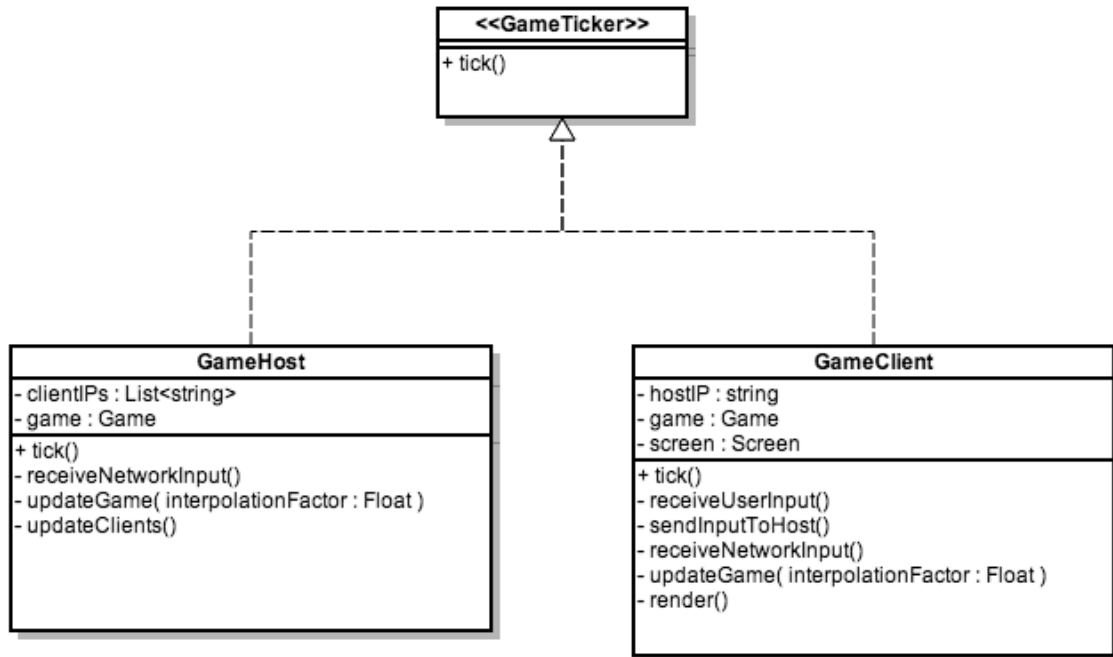 <<GameTicker>>
+ tick()
GameHost
- clientIPs : List<string>
- game : Game
+ tick()
- receiveNetworkInput()
- updateGame( interpolationFactor : Float )
- updateClients()
GameClient
- hostIP : string
- game : Game
- screen : Screen
+ tick()
- receiveUserInput()
- sendInputToHost()
- receiveNetworkInput()
- updateGame( interpolationFactor : Float )
- render()